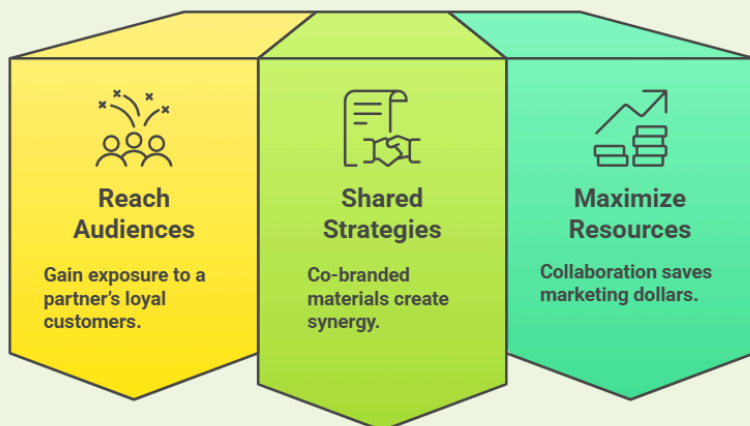 Reach
Audiences
Gain exposure to a
partner's loyal
customers.
Shared
Strategies
Co-branded
materials create
synergy.
Maximize
Resources
Collaboration saves
marketing dollars.